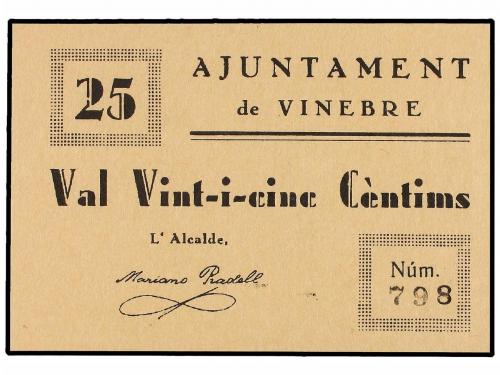 25
AJUNTAMENT
de VINEBRE
Val Vint-i-cinc Cèntims
L' Alcalde,
Mariano Pradell
Núm.
798